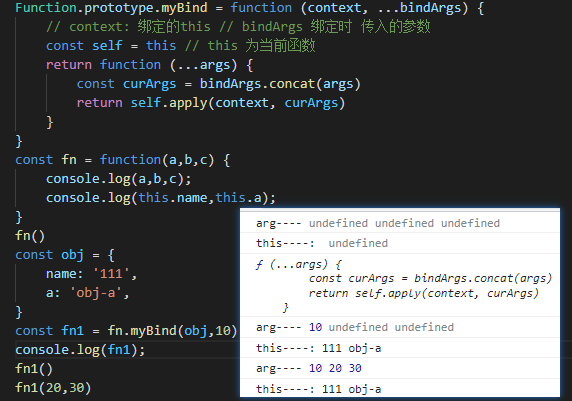 Function.prototype.myBind = function (context, ...bindArgs) {
    // context: 绑定的this // bindArgs 绑定时 传入的参数
    const self = this // this 为当前函数
    return function (...args) {
        const curArgs = bindArgs.concat(args)
        return self.apply(context, curArgs)
    }
}
const fn = function(a,b,c) {
    console.log(a,b,c);
    console.log(this.name,this.a);
}
fn()
const obj = {
    name: '111',
    a: 'obj-a',
}
const fn1 = fn.myBind(obj,10)
console.log(fn1);
fn1()
fn1(20,30)
arg---- undefined undefined undefined
this----:  undefined
ƒ (...args) {
        const curArgs = bindArgs.concat(args)
        return self.apply(context, curArgs)
    }
arg---- 10 undefined undefined
this----: 111 obj-a
arg---- 10 20 30
this----: 111 obj-a